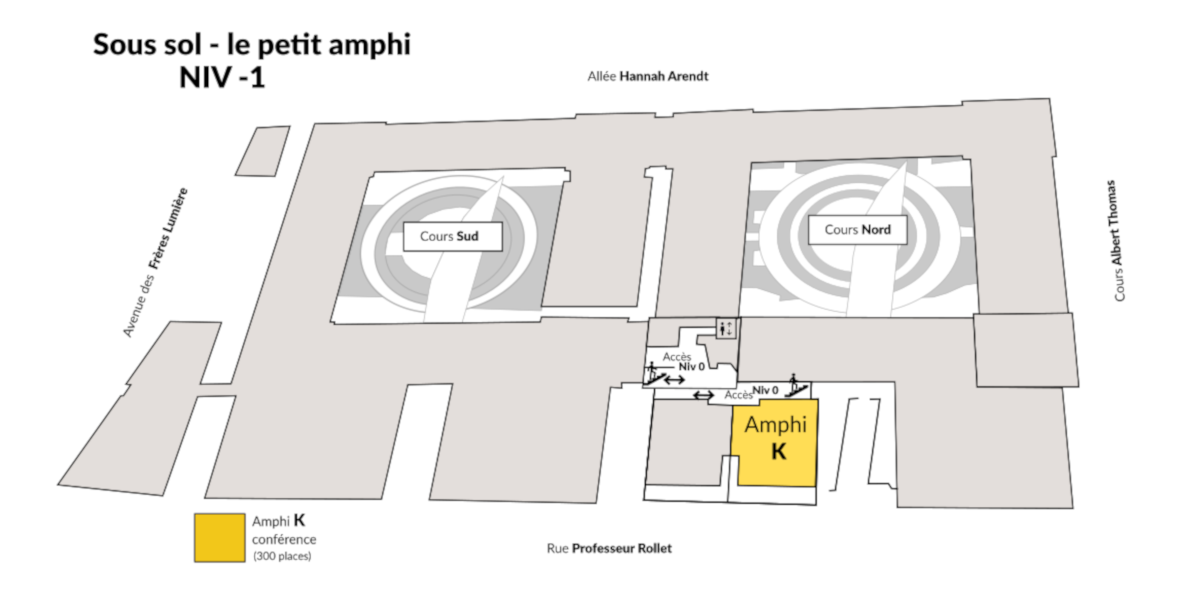 Sous sol - le petit amphi
NIV -1
Allée Hannah Arendt
Avenue des Frères Lumière
Cours Sud
Cours Nord
Cours Albert Thomas
Accès
Niv 0
Accès Niv 0
Amphi
K
Amphi K
conférence
(300 places)
Rue Professeur Rollet